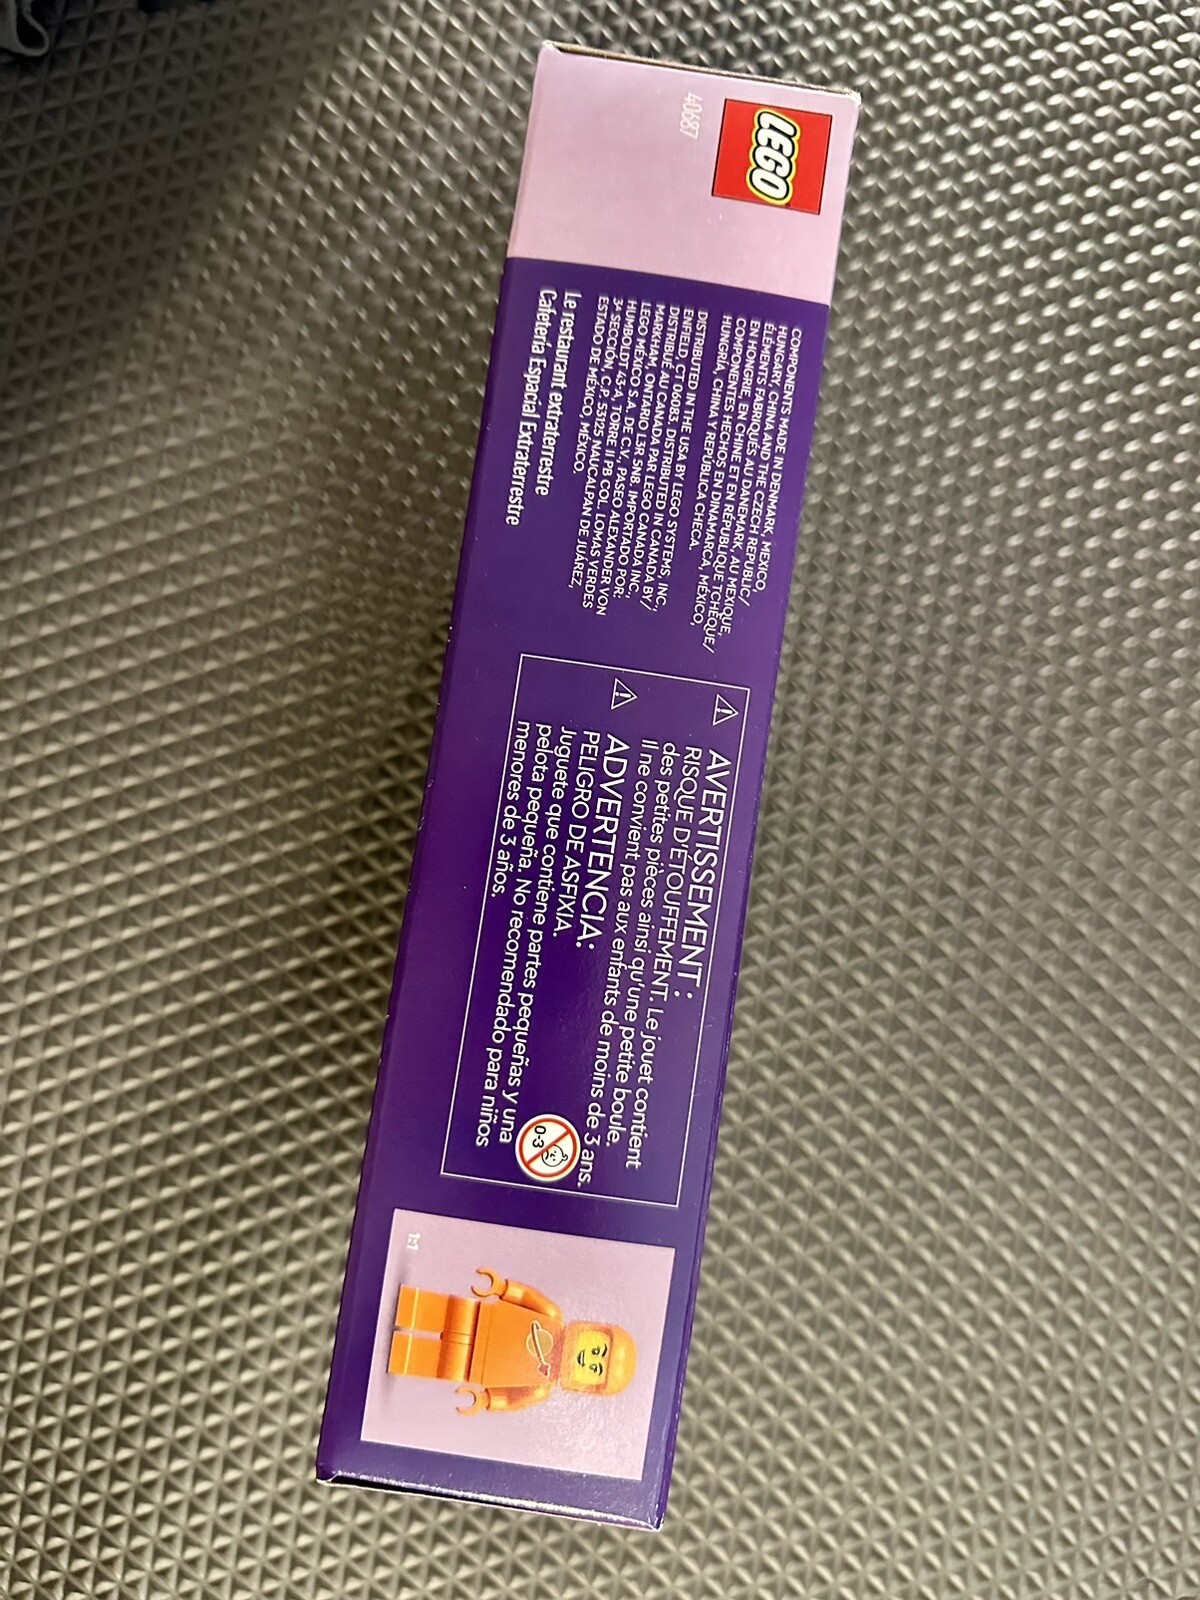 LEGO
40687
COMPONENTS MADE IN DENMARK, MEXICO,
HUNGARY, CHINA AND THE CZECH REPUBLIC/
ÉLÉMENTS FABRIQUÉS AU DANEMARK, AU MEXIQUE,
EN HONGRIE, EN CHINE ET EN RÉPUBLIQUE TCHÈQUE/
COMPONENTES HECHOS EN DINAMARCA, MÉXICO,
HUNGRÍA, CHINA Y REPÚBLICA CHECA.
DISTRIBUTED IN THE USA BY LEGO SYSTEMS, INC.,
ENFIELD, CT 06083. DISTRIBUTED IN CANADA BY/
DISTRIBUÉ AU CANADA PAR LEGO CANADA INC.,
MARKHAM, ONTARIO L3R 5N8. IMPORTADO POR:
LEGO MÉXICO S.A. DE C.V., PASEO ALEXANDER VON
HUMBOLDT 43-A, TORRE II PB COL. LOMAS VERDES
3ª SECCIÓN, C.P. 53125 NAUCALPAN DE JUÁREZ,
ESTADO DE MÉXICO, MÉXICO.
Le restaurant extraterrestre
Cafetería Espacial Extraterrestre
AVERTISSEMENT :
RISQUE D'ÉTOUFFEMENT. Le jouet contient
des petites pièces ainsi qu'une petite boule.
Il ne convient pas aux enfants de moins de 3 ans.
ADVERTENCIA:
PELIGRO DE ASFIXIA.
Juguete que contiene partes pequeñas y una
pelota pequeña. No recomendado para niños
menores de 3 años.
0-3
1:1